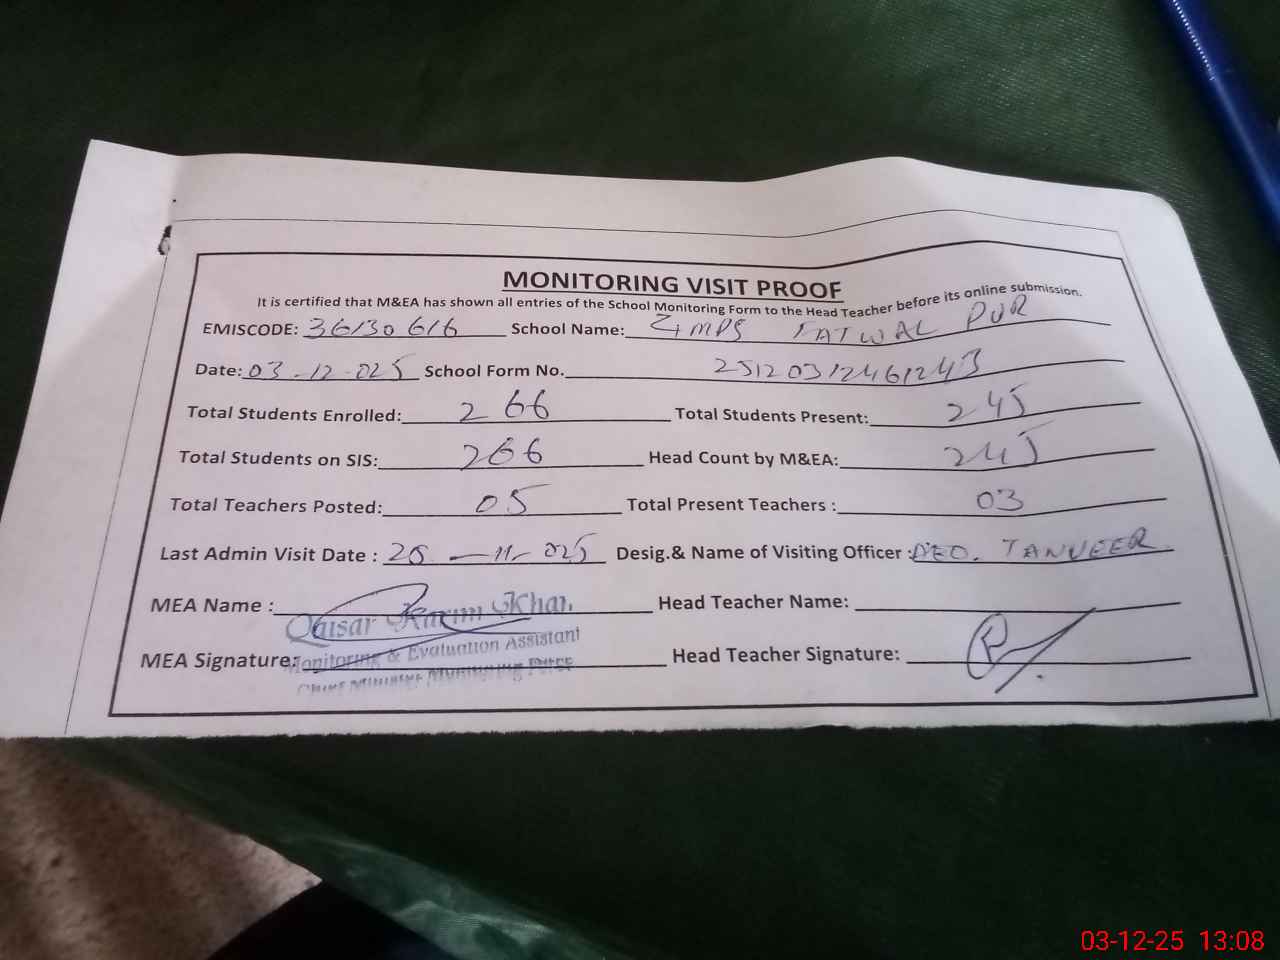 MONITORING VISIT PROOF
It is certified that M&EA has shown all entries of the School Monitoring Form to the Head Teacher before its online submission.
EMISCODE: 36130616 School Name: GMPS FATWAL PUR
Date: 03-12-025 School Form No. 25120312461243
Total Students Enrolled: 266 Total Students Present: 245
Total Students on SIS: 266 Head Count by M&EA: 245
Total Teachers Posted: 05 Total Present Teachers : 03
Last Admin Visit Date : -11-025 Desig.& Name of Visiting Officer : TANVEER
MEA Name : Qaisar Karim Khan Head Teacher Name:
MEA Signature: Monitoring & Evaluation Assistant Head Teacher Signature:
Chief Minister Monitoring Force
03-12-25 13:08